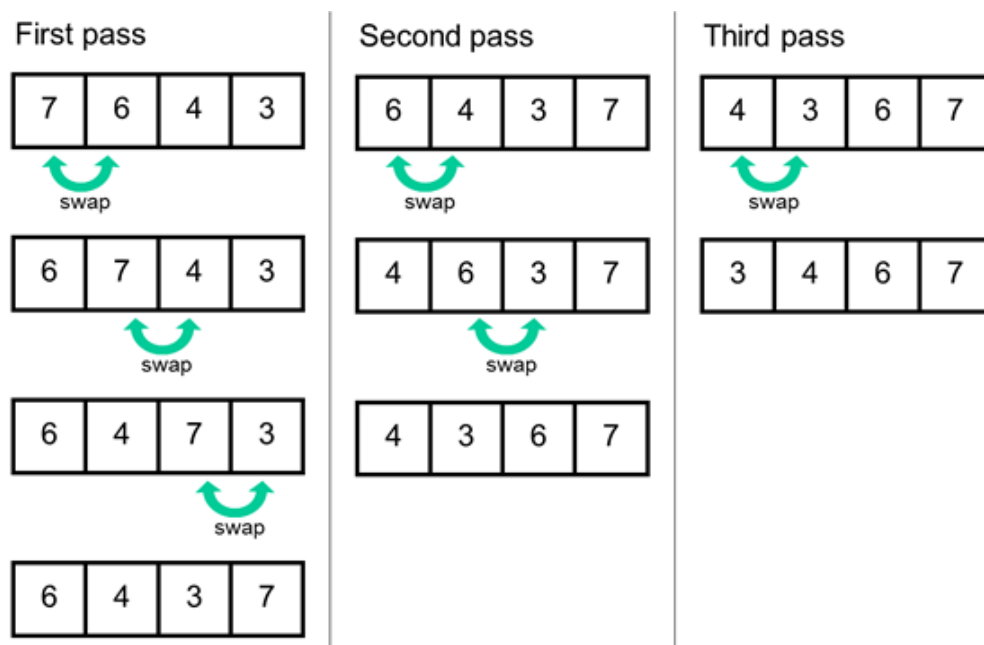 First pass
7 6 4 3
swap
6 7 4 3
swap
6 4 7 3
swap
6 4 3 7
Second pass
6 4 3 7
swap
4 6 3 7
swap
4 3 6 7
Third pass
4 3 6 7
swap
3 4 6 7